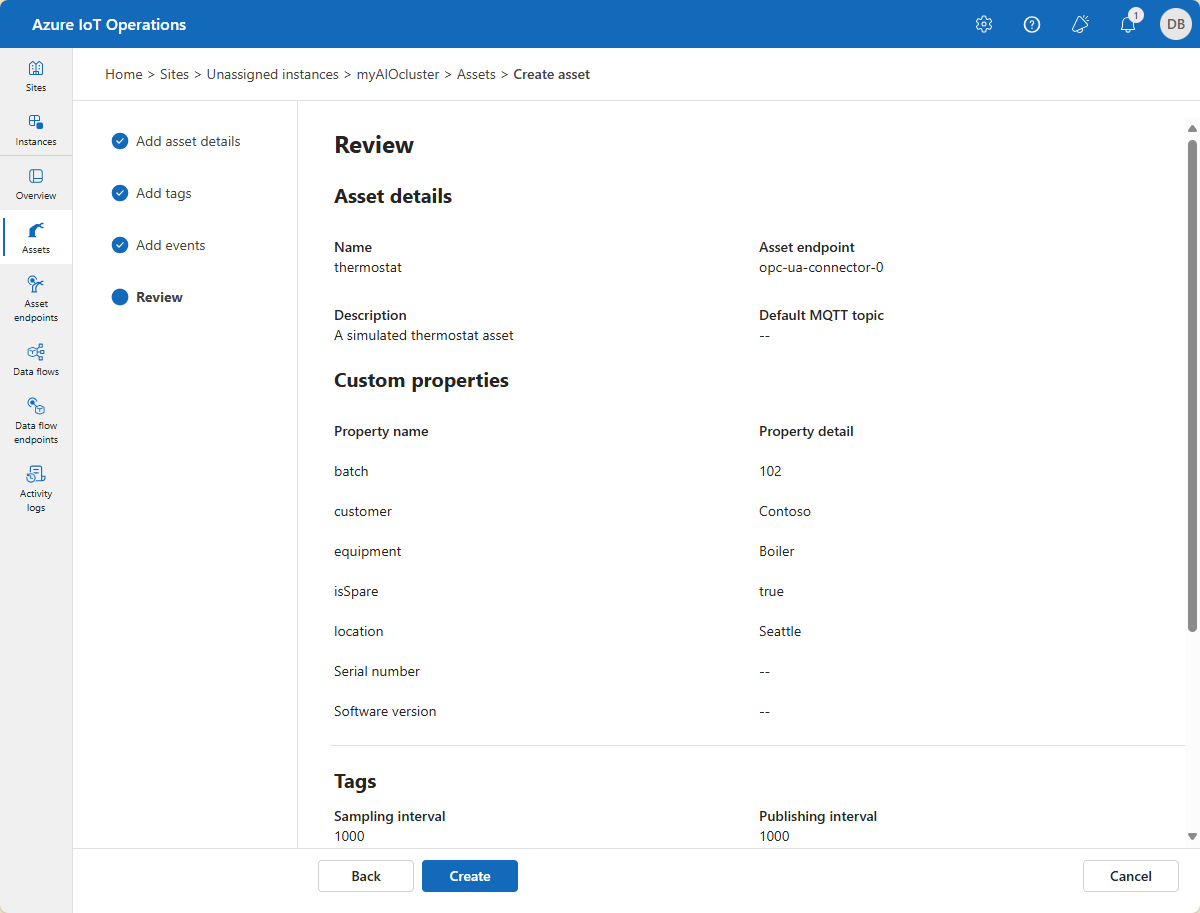 Azure IoT Operations
1
DB
Sites
Instances
Overview
Assets
Asset
endpoints
Data flows
Data flow
endpoints
Activity
logs
Home > Sites > Unassigned instances > myAIOcluster > Assets > Create asset
Add asset details
Add tags
Add events
Review
Review
Asset details
Name
thermostat
Asset endpoint
opc-ua-connector-0
Description
A simulated thermostat asset
Default MQTT topic
--
Custom properties
Property name Property detail
batch 102
customer Contoso
equipment Boiler
isSpare true
location Seattle
Serial number --
Software version --
Tags
Sampling interval
1000
Publishing interval
1000
Back Create Cancel